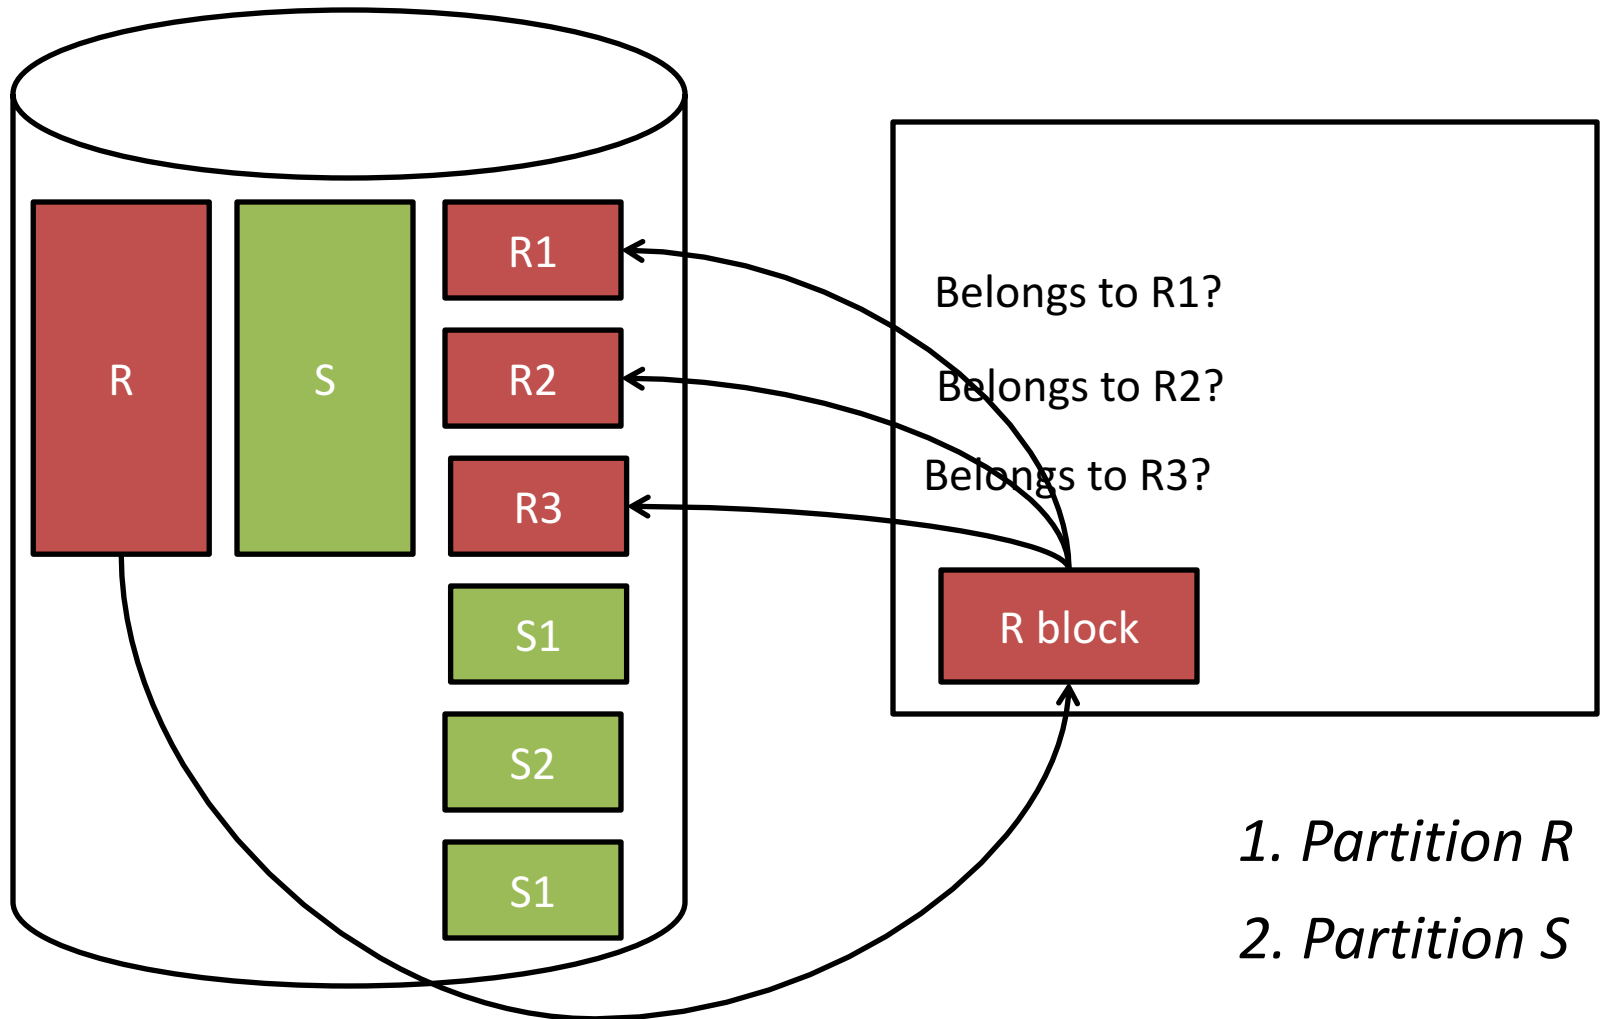 R
S
R1
R2
R3
S1
S2
S1
Belongs to R1?
Belongs to R2?
Belongs to R3?
R block
1. Partition R
2. Partition S